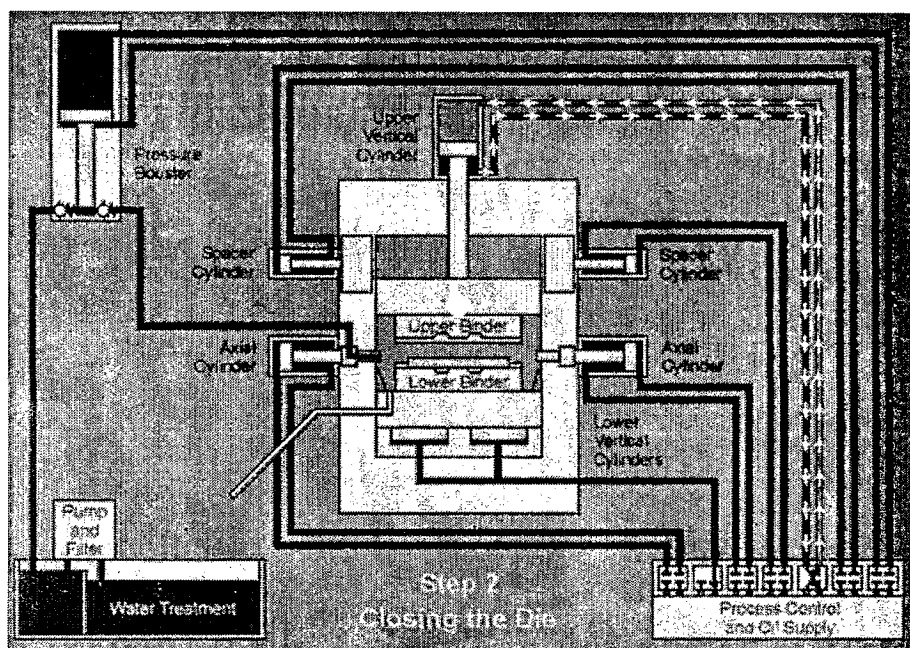 Pressure
Booster
Upper
Vertical
Cylinder
Spacer
Cylinder
Spacer
Cylinder
Upper Binder
Axial
Cylinder
Axial
Cylinder
Lower Binder
Lower
Vertical
Cylinders
Pump
and
Filter
Water Treatment
Step 2
Closing the Die
Process Control
and Oil Supply